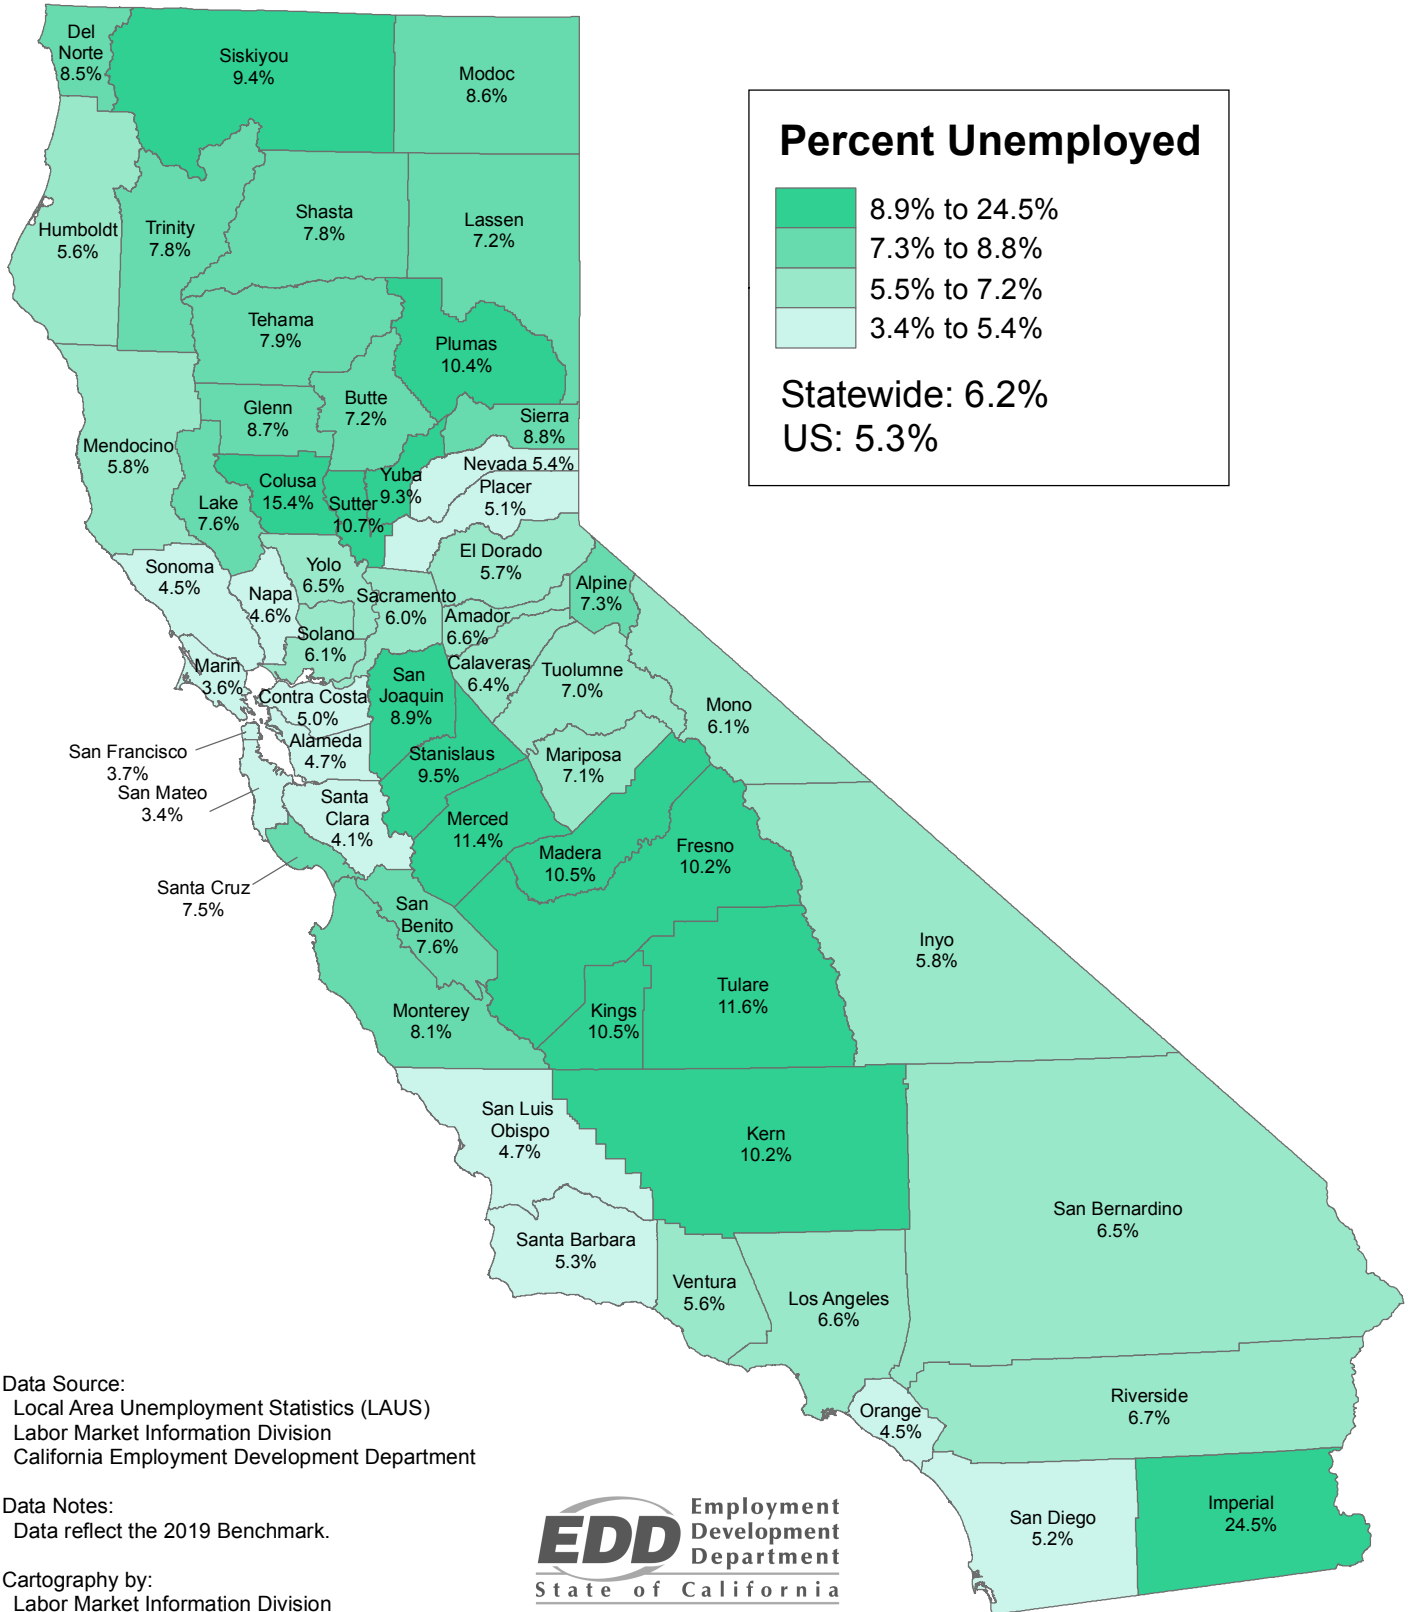 Del
Norte
8.5%
Siskiyou
9.4%
Modoc
8.6%
Percent Unemployed
8.9% to 24.5%
7.3% to 8.8%
5.5% to 7.2%
3.4% to 5.4%
Statewide: 6.2%
US: 5.3%
Humboldt
5.6%
Trinity
7.8%
Shasta
7.8%
Lassen
7.2%
Tehama
7.9%
Plumas
10.4%
Glenn
8.7%
Butte
7.2%
Sierra
8.8%
Mendocino
5.8%
Nevada 5.4%
Placer
5.1%
Lake
7.6%
Colusa
15.4%
Sutter
10.7%
Yuba
9.3%
El Dorado
5.7%
Sonoma
4.5%
Napa
4.6%
Yolo
6.5%
Sacramento
6.0%
Alpine
7.3%
Amador
6.6%
Solano
6.1%
Marin
3.6%
Contra Costa
5.0%
San
Joaquin
8.9%
Calaveras
6.4%
Tuolumne
7.0%
Mono
6.1%
San Francisco
3.7%
Alameda
4.7%
Stanislaus
9.5%
Mariposa
7.1%
San Mateo
3.4%
Santa
Clara
4.1%
Merced
11.4%
Madera
10.5%
Fresno
10.2%
Santa Cruz
7.5%
San
Benito
7.6%
Inyo
5.8%
Monterey
8.1%
Kings
10.5%
Tulare
11.6%
San Luis
Obispo
4.7%
Kern
10.2%
San Bernardino
6.5%
Santa Barbara
5.3%
Ventura
5.6%
Los Angeles
6.6%
Orange
4.5%
Riverside
6.7%
San Diego
5.2%
Imperial
24.5%
Data Source:
Local Area Unemployment Statistics (LAUS)
Labor Market Information Division
California Employment Development Department
Data Notes:
Data reflect the 2019 Benchmark.
Cartography by:
Labor Market Information Division
EDD
Employment
Development
Department
State of California